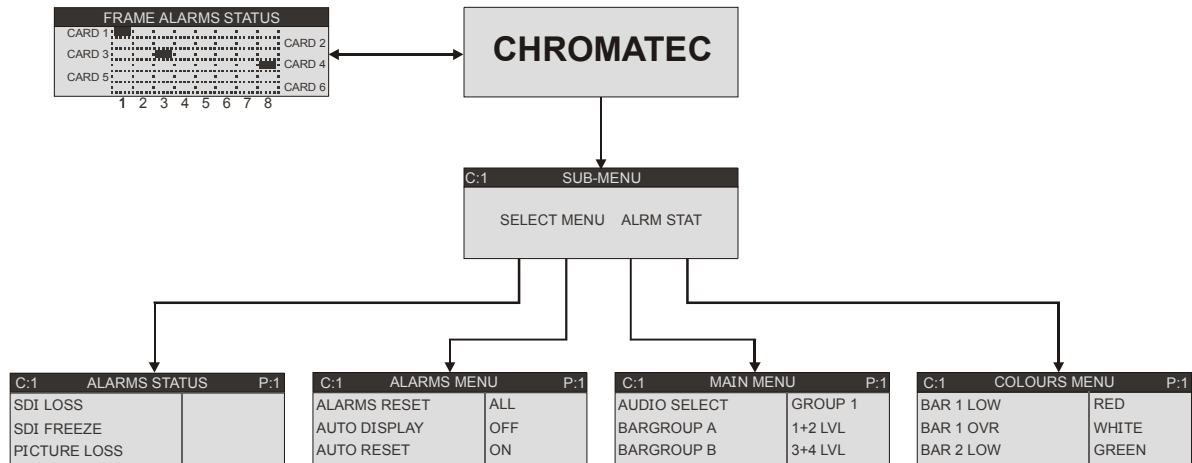 FRAME ALARMS STATUS
CARD 1
CARD 2
CARD 3
CARD 4
CARD 5
CARD 6
1 2 3 4 5 6 7 8
CHROMATEC
C:1 SUB-MENU
SELECT MENU ALRM STAT
C:1 ALARMS STATUS P:1
SDI LOSS
SDI FREEZE
PICTURE LOSS
C:1 ALARMS MENU P:1
ALARMS RESET ALL
AUTO DISPLAY OFF
AUTO RESET ON
C:1 MAIN MENU P:1
AUDIO SELECT GROUP 1
BARGROUP A 1+2 LVL
BARGROUP B 3+4 LVL
C:1 COLOURS MENU P:1
BAR 1 LOW RED
BAR 1 OVR WHITE
BAR 2 LOW GREEN